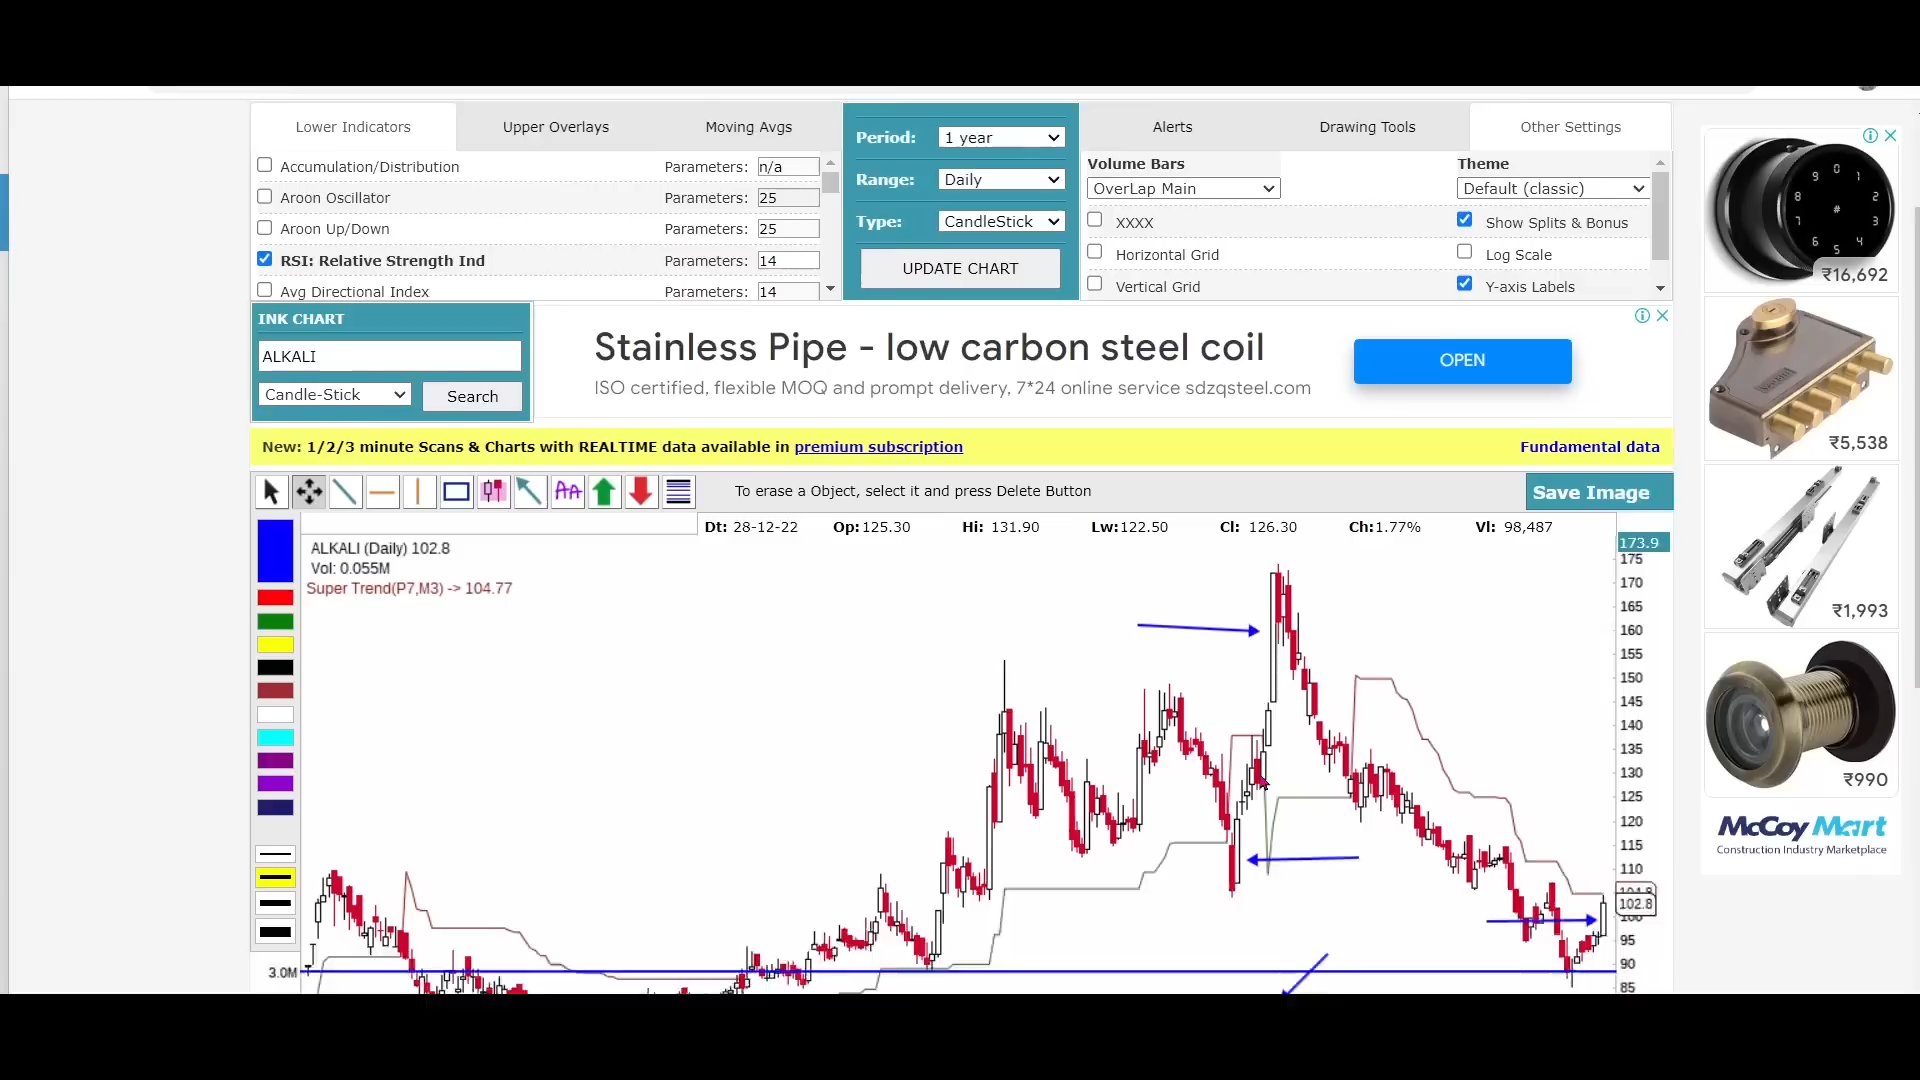 Lower Indicators
Upper Overlays
Moving Avgs
Accumulation/Distribution Parameters: n/a
Aroon Oscillator Parameters: 25
Aroon Up/Down Parameters: 25
RSI: Relative Strength Ind Parameters: 14
Avg Directional Index Parameters: 14
Period: 1 year
Range: Daily
Type: CandleStick
UPDATE CHART
Alerts
Drawing Tools
Other Settings
Volume Bars
OverLap Main
XXXX
Horizontal Grid
Vertical Grid
Theme
Default (classic)
Show Splits & Bonus
Log Scale
Y-axis Labels
INK CHART
ALKALI
Candle-Stick
Search
Stainless Pipe - low carbon steel coil
ISO certified, flexible MOQ and prompt delivery, 7*24 online service sdzqsteel.com
OPEN
New: 1/2/3 minute Scans & Charts with REALTIME data available in premium subscription
Fundamental data
To erase a Object, select it and press Delete Button
Save Image
Dt: 28-12-22 Op:125.30 Hi: 131.90 Lw:122.50 Cl: 126.30 Ch:1.77% Vl: 98,487
ALKALI (Daily) 102.8
Vol: 0.055M
Super Trend(P7,M3) -> 104.77
173.9
175
170
165
160
155
150
145
140
135
130
125
120
115
110
104.8
102.8
100
95
90
85
3.0M
₹16,692
₹5,538
₹1,993
₹990
McCoy Mart
Construction Industry Marketplace